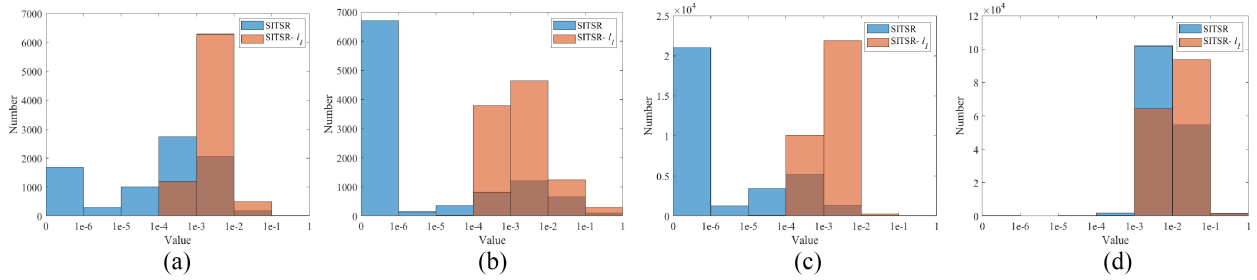 7000
6000
5000
4000
3000
2000
1000
0
Number
SITSR
SITSR- l1
0 1e-6 1e-5 1e-4 1e-3 1e-2 1e-1 1
Value
(a)
7000
6000
5000
4000
3000
2000
1000
0
Number
SITSR
SITSR- l1
0 1e-6 1e-5 1e-4 1e-3 1e-2 1e-1 1
Value
(b)
2.5 ×10^4
2
1.5
1
0.5
0
Number
SITSR
SITSR- l1
0 1e-6 1e-5 1e-4 1e-3 1e-2 1e-1 1
Value
(c)
12 ×10^4
10
8
6
4
2
0
Number
SITSR
SITSR- l1
0 1e-6 1e-5 1e-4 1e-3 1e-2 1e-1 1
Value
(d)